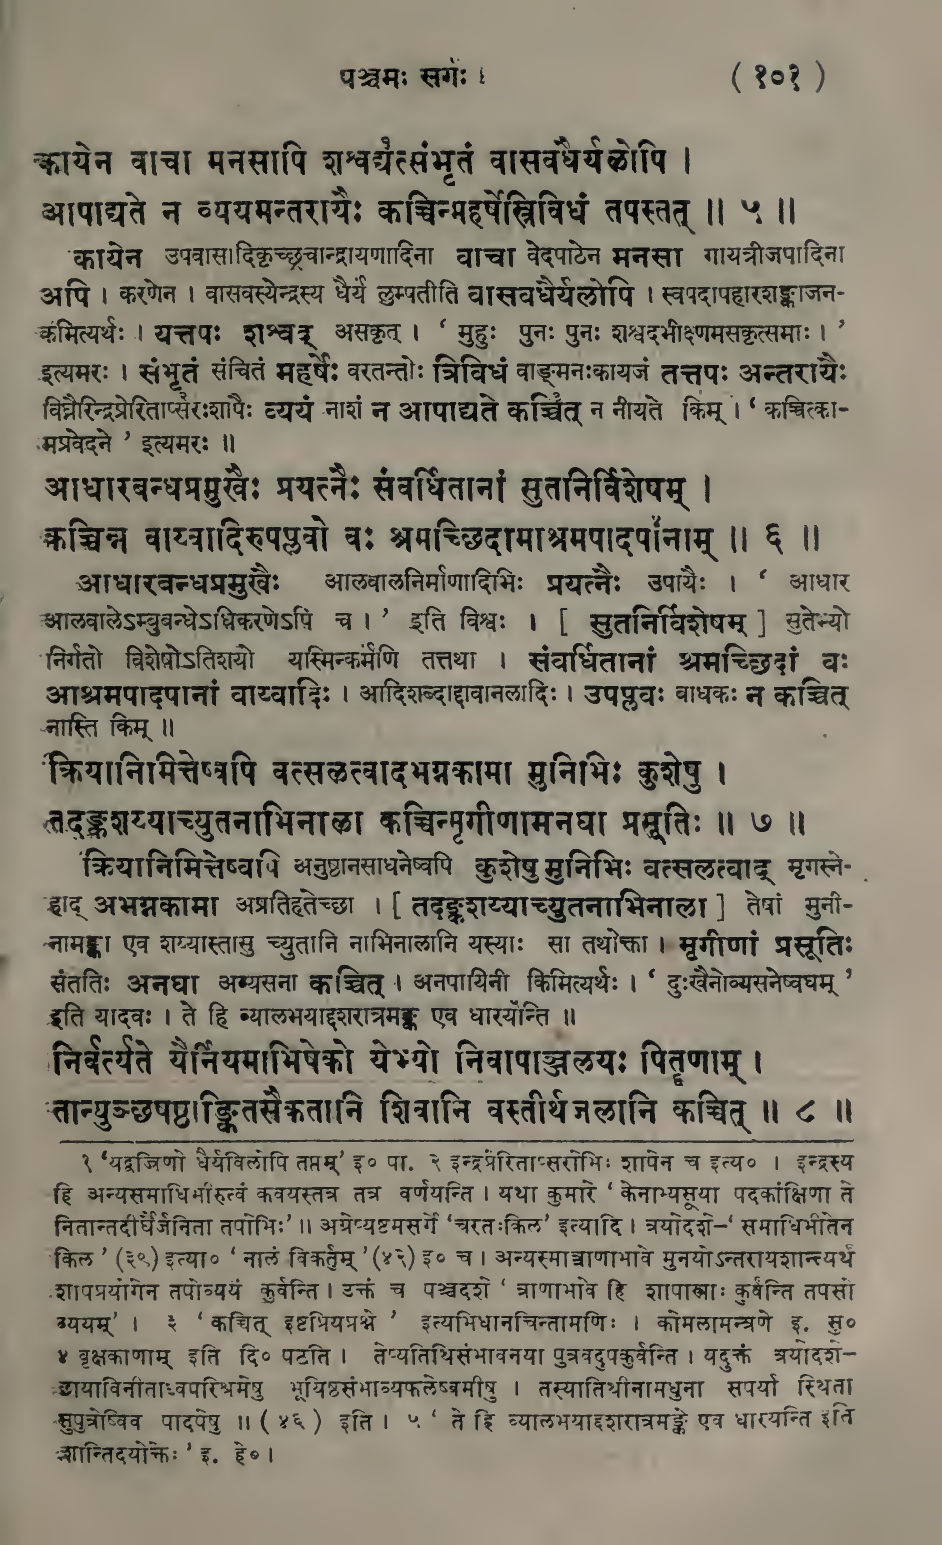 पञ्चमः सर्गः ।
( १०१ )
कायेन वाचा मनसापि शश्वद्यत्संभृतं वासवधैर्यलोपि ।
आपाद्यते न व्ययमन्तरायैः कच्चिन्महर्षेस्त्रिविधं तपस्तत् ॥ ५ ॥
कायेन उपवासादिकृच्छ्रचान्द्रायणादिना वाचा वेदपाठेन मनसा गायत्रीजपादिना
अपि । करणेन । वासवस्येन्द्रस्य धैर्यं लुम्पतीति वासवधैर्यलोपि । स्वपदापहारशङ्काजन-
कमित्यर्थः । यत्तपः शश्वद् असकृत् । ‘ मुहुः पुनः पुनः शश्वदभीक्ष्णमसकृत्समाः । ’
इत्यमरः । संभृतं संचितं महर्षेः वरतन्तोः त्रिविधं वाङ्मनःकायजं तत्तपः अन्तरायैः
विघ्नैरिन्द्रप्रेरिताप्सरःशापैः व्ययं नाशं न आपाद्यते कच्चित् न नीयते किम् । ‘ कच्चित्का-
मप्रवेदने ’ इत्यमरः ॥
आधारबन्धप्रमुखैः प्रयत्नैः संवर्धितानां सुतनिर्विशेषम् ।
कच्चिन्न वाय्वादिरुपप्लवो वः श्रमच्छिदामाश्रमपादपानाम् ॥ ६ ॥
आधारबन्धप्रमुखैः आलवालनिर्माणादिभिः प्रयत्नैः उपायैः । ‘ आधार
आलवालेऽम्बुबन्धेऽधिकरणेऽपि च । ’ इति विश्वः । [ सुतनिर्विशेषम् ] सुतेभ्यो
निर्गतो विशेषोऽतिशयो यस्मिन्कर्मणि तत्तथा । संवर्धितानां श्रमच्छिदां वः
आश्रमपादपानां वाय्वादिः । आदिशब्दाद्दावानलादिः । उपप्लवः बाधकः न कच्चित्
नास्ति किम् ॥
क्रियानिमित्तेष्वपि वत्सलत्वादभग्नकामा मुनिभिः कुशेषु ।
तदङ्कशय्याच्युतनाभिनाला कच्चिन्मृगीणामनघा प्रसूतिः ॥ ७ ॥
क्रियानिमित्तेष्वपि अनुष्ठानसाधनेष्वपि कुशेषु मुनिभिः वत्सलत्वाद् मृगस्ने-
हाद् अभग्नकामा अप्रतिहतेच्छा । [ तदङ्कशय्याच्युतनाभिनाला ] तेषां मुनी-
नामङ्का एव शय्यास्तासु च्युतानि नाभिनालानि यस्याः सा तथोक्ता । मृगीणां प्रसूतिः
संततिः अनघा अव्यसना कच्चित् । अनपायिनी किमित्यर्थः । ‘ दुःखैनोव्यसनेष्वघम् ’
इति यादवः । ते हि व्यालभयाद्दशरात्रमङ्क एव धारयन्ति ॥
निर्वर्त्यते यैर्नियमाभिषेको येभ्यो निवापाञ्जलयः पितॄणाम् ।
तान्युञ्छषष्ठाङ्कितसैकतानि शिवानि वस्तीर्थजलानि कच्चित् ॥ ८ ॥
१ ‘यद्वज्रिणो धैर्यविलोपि तप्तम्’ इ० पा. २ इन्द्रप्रेरिताप्सरोभिः शापेन च इत्य० । इन्द्रस्य
हि अन्यसमाधिभीरुत्वं कवयस्तत्र तत्र वर्णयन्ति । यथा कुमारे ‘ केनाभ्यसूया पदकांक्षिणा ते
नितान्तदीर्घैर्जनिता तपोभिः’ ॥ अग्रेप्यष्टमसर्गे ‘चरतःकिल’ इत्यादि । त्रयोदशे–‘ समाधिभीतेन
किल ’ (३९) इत्या० ‘ नालं विकर्तुम् ’ (४२) इ० च । अन्यस्मात्त्राणाभावे मुनयोऽन्तरायशान्त्यर्थं
शापप्रयोगेन तपोव्ययं कुर्वन्ति । उक्तं च पञ्चदशे ‘ त्राणाभावे हि शापास्त्राः कुर्वन्ति तपसो
व्ययम्’ । ३ ‘ कच्चित् इष्टप्रियप्रश्ने ’ इत्यभिधानचिन्तामणिः । कोमलामन्त्रणे इ. सु०
४ वृक्षकाणाम् इति दि० पठति । तेप्यतिथिसंभावनया पुत्रवदुपकुर्वन्ति । यदुक्तं त्रयोदशे–
छायाविनीताध्वपरिश्रमेषु भूयिष्ठसंभाव्यफलेष्वमीषु । तस्यातिथीनामधुना सपर्या स्थिता
सुपुत्रेष्विव पादपेषु ॥ ( ४६ ) इति । ५ ‘ ते हि व्यालभयाद्दशरात्रमङ्के एव धारयन्ति इति
शान्तिदयोक्तेः ’ इ. हे० ।